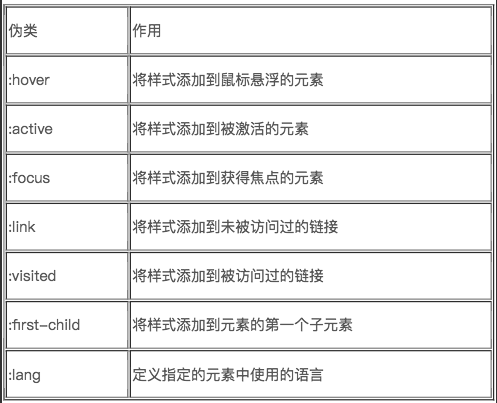 伪类 作用
:hover 将样式添加到鼠标悬浮的元素
:active 将样式添加到被激活的元素
:focus 将样式添加到获得焦点的元素
:link 将样式添加到未被访问过的链接
:visited 将样式添加到被访问过的链接
:first-child 将样式添加到元素的第一个子元素
:lang 定义指定的元素中使用的语言